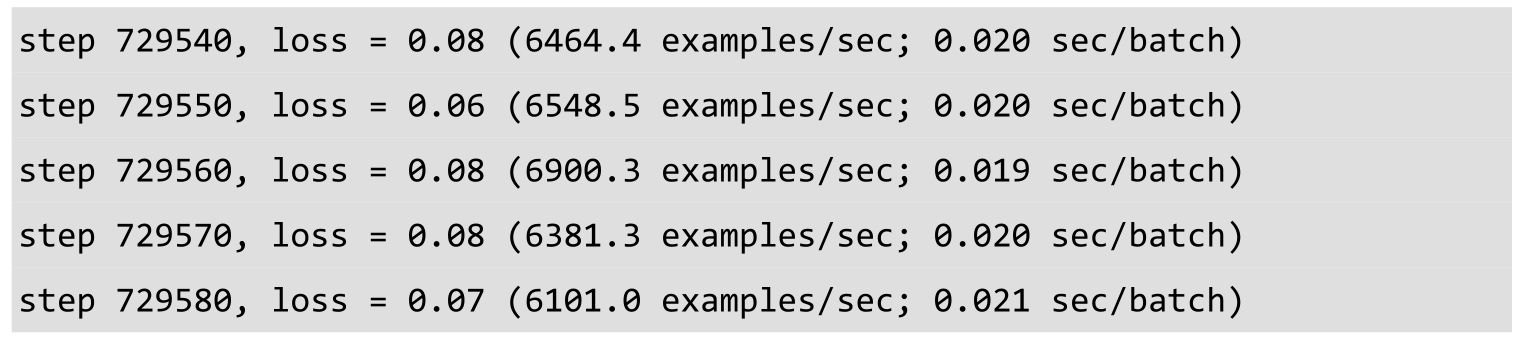 step 729540, loss = 0.08 (6464.4 examples/sec; 0.020 sec/batch)
step 729550, loss = 0.06 (6548.5 examples/sec; 0.020 sec/batch)
step 729560, loss = 0.08 (6900.3 examples/sec; 0.019 sec/batch)
step 729570, loss = 0.08 (6381.3 examples/sec; 0.020 sec/batch)
step 729580, loss = 0.07 (6101.0 examples/sec; 0.021 sec/batch)